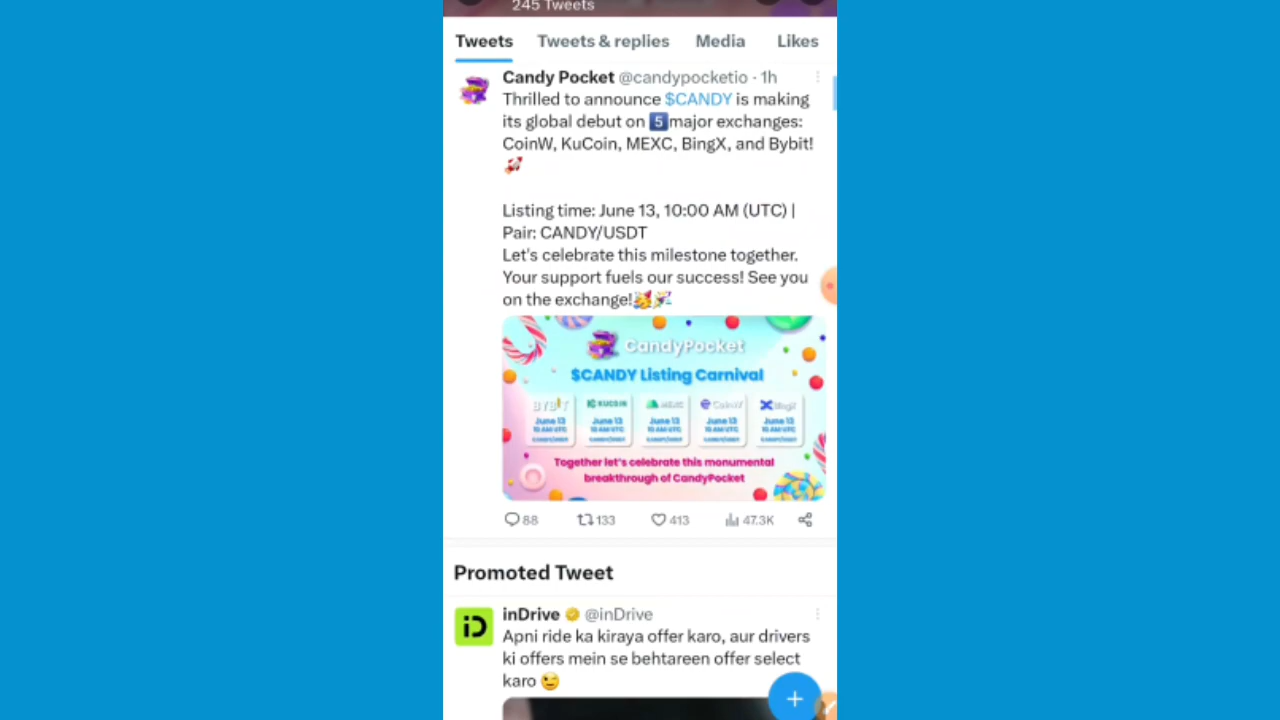 245 Tweets
Tweets Tweets & replies Media Likes
Candy Pocket @candypocketio · 1h
Thrilled to announce $CANDY is making
its global debut on 5️⃣major exchanges:
CoinW, KuCoin, MEXC, BingX, and Bybit!
🚀
Listing time: June 13, 10:00 AM (UTC) |
Pair: CANDY/USDT
Let's celebrate this milestone together.
Your support fuels our success! See you
on the exchange!🥳🎉
CandyPocket
$CANDY Listing Carnival
BYBIT KUCOIN MEXC CoinW BingX
June 13 June 13 June 13 June 13 June 13
10 AM UTC 10 AM UTC 10 AM UTC 10 AM UTC 10 AM UTC
CANDY/USDT CANDY/USDT CANDY/USDT CANDY/USDT CANDY/USDT
Together let's celebrate this monumental
breakthrough of CandyPocket
88 133 413 47.3K
Promoted Tweet
iD
inDrive @inDrive
Apni ride ka kiraya offer karo, aur drivers
ki offers mein se behtareen offer select
karo 😉